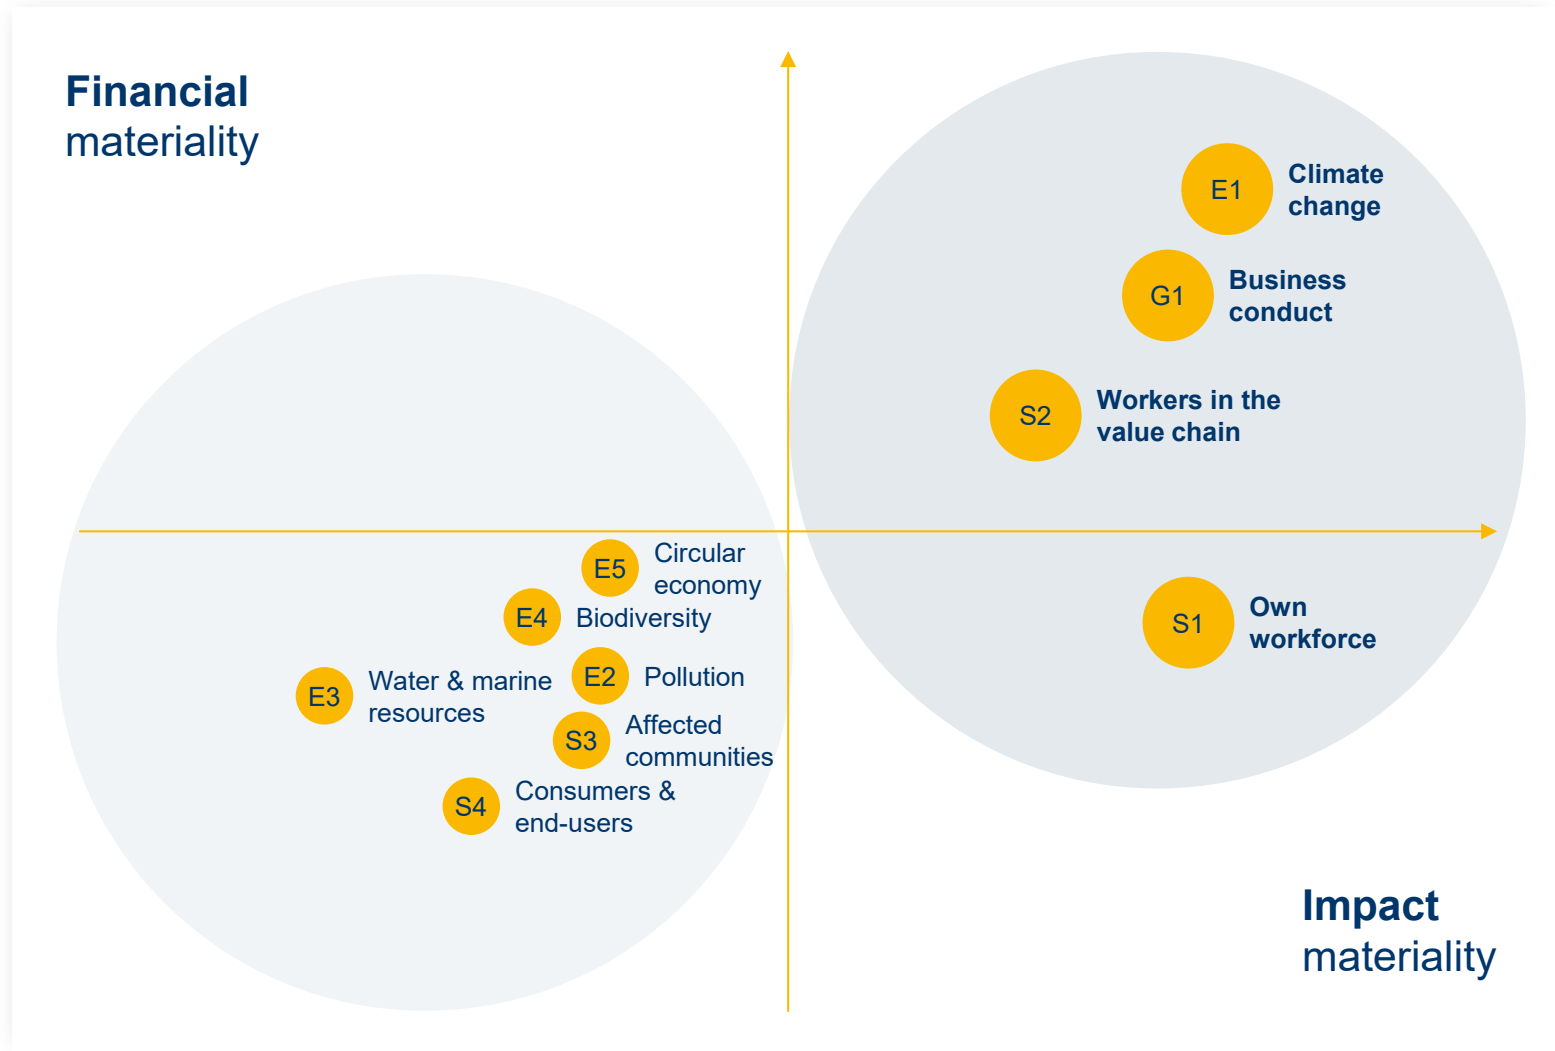 Financial
materiality
E1
Climate
change
G1
Business
conduct
S2
Workers in the
value chain
E5
Circular
economy
E4
Biodiversity
S1
Own
workforce
E2
Pollution
E3
Water & marine
resources
S3
Affected
communities
S4
Consumers &
end-users
Impact
materiality